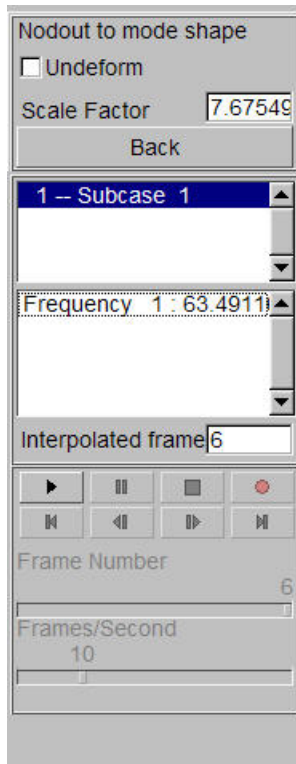 Nodout to mode shape
Undeform
Scale Factor 7.67549
Back
1 -- Subcase 1
Frequency 1 : 63.4911
Interpolated frame 6
Frame Number
6
Frames/Second
10